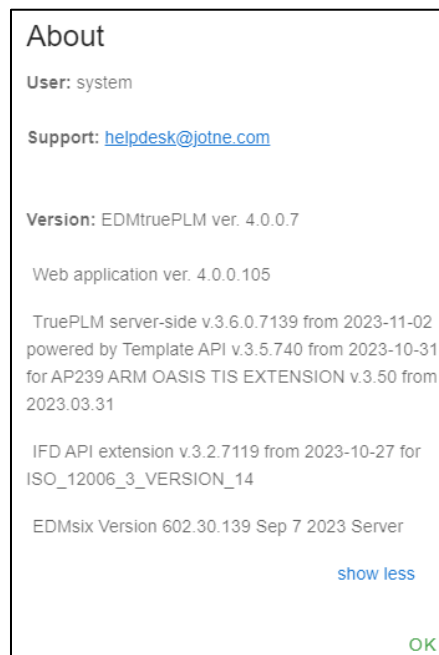 About
User: system
Support: helpdesk@jotne.com
Version: EDMtruePLM ver. 4.0.0.7
Web application ver. 4.0.0.105
TruePLM server-side v.3.6.0.7139 from 2023-11-02
powered by Template API v.3.5.740 from 2023-10-31
for AP239 ARM OASIS TIS EXTENSION v.3.50 from
2023.03.31
IFD API extension v.3.2.7119 from 2023-10-27 for
ISO_12006_3_VERSION_14
EDMsix Version 602.30.139 Sep 7 2023 Server
show less
OK